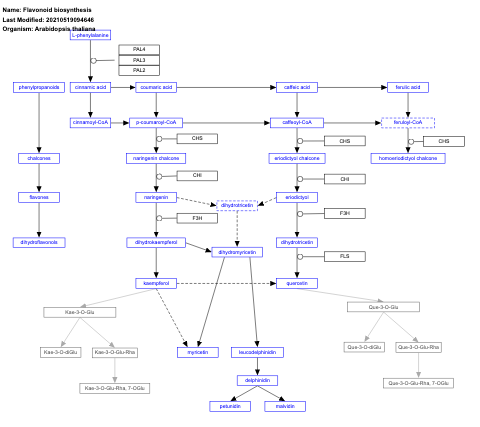 Name: Flavonoid biosynthesis
Last Modified: 20210519094646
Organism: Arabidopsis thaliana
L-phenylalanine
PAL4
PAL3
PAL2
phenylpropanoids
cinnamic acid
coumaric acid
caffeic acid
ferulic acid
cinnamoyl-CoA
p-coumaroyl-CoA
caffeoyl-CoA
feruloyl-CoA
CHS
CHS
CHS
chalcones
naringenin chalcone
eriodictyol chalcone
homoeriodictyol chalcone
CHI
CHI
flavones
naringenin
dihydrotricetin
eriodictyol
F3H
F3H
dihydroflavonols
dihydrokaempferol
dihydromyricetin
dihydrotricetin
FLS
kaempferol
quercetin
Kae-3-O-Glu
Que-3-O-Glu
Kae-3-O-diGlu
Kae-3-O-Glu-Rha
myricetin
leucodelphinidin
Que-3-O-diGlu
Que-3-O-Glu-Rha
Kae-3-O-Glu-Rha, 7-OGlu
delphinidin
Que-3-O-Glu-Rha, 7-OGlu
petunidin
malvidin